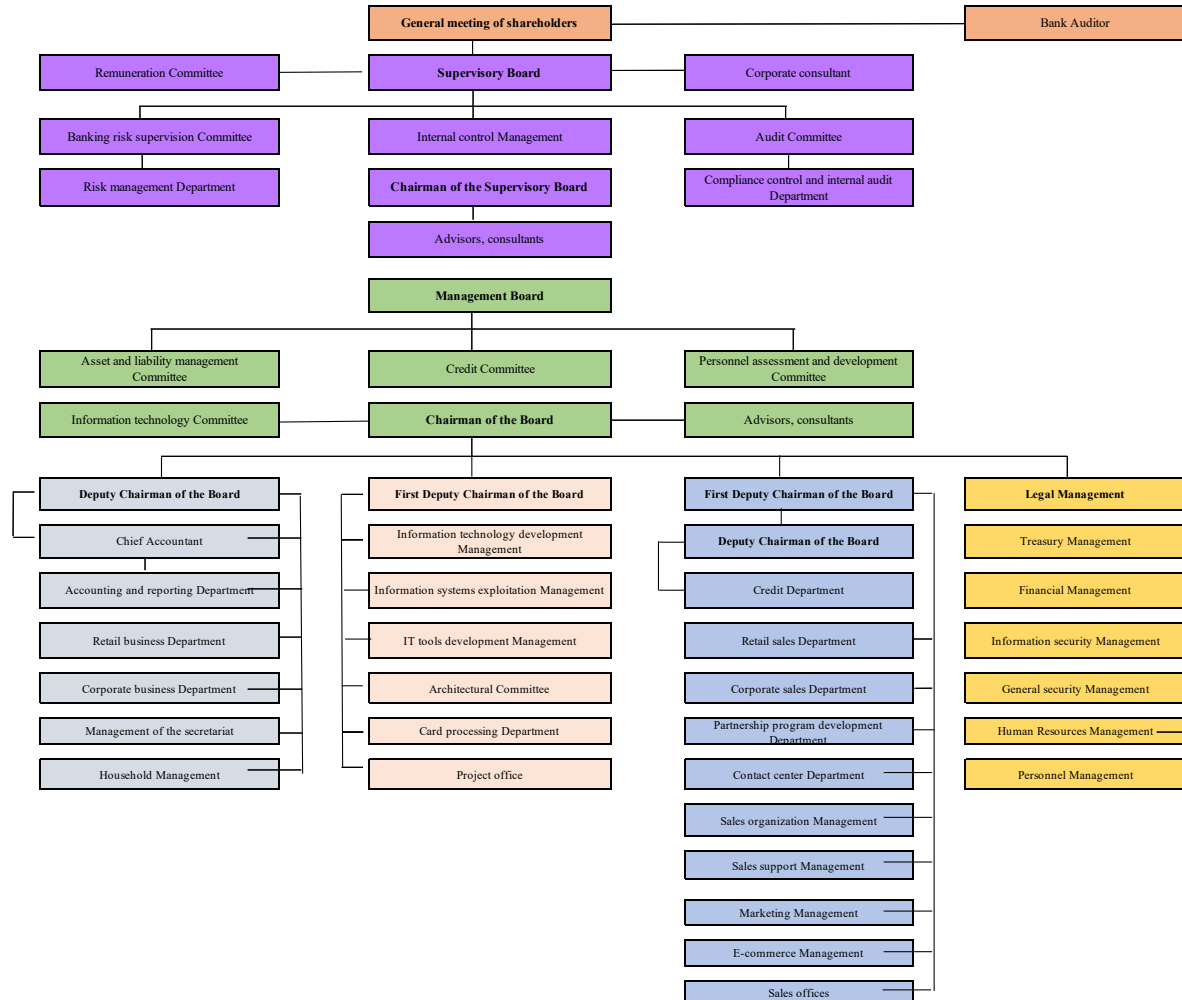 General meeting of shareholders
Bank Auditor
Remuneration Committee
Supervisory Board
Corporate consultant
Banking risk supervision Committee
Internal control Management
Audit Committee
Risk management Department
Chairman of the Supervisory Board
Compliance control and internal audit
Department
Advisors, consultants
Management Board
Asset and liability management
Committee
Credit Committee
Personnel assessment and development
Committee
Information technology Committee
Chairman of the Board
Advisors, consultants
Deputy Chairman of the Board
Chief Accountant
Accounting and reporting Department
Retail business Department
Corporate business Department
Management of the secretariat
Household Management
First Deputy Chairman of the Board
Information technology development
Management
Information systems exploitation Management
IT tools development Management
Architectural Committee
Card processing Department
Project office
First Deputy Chairman of the Board
Deputy Chairman of the Board
Credit Department
Retail sales Department
Corporate sales Department
Partnership program development
Department
Contact center Department
Sales organization Management
Sales support Management
Marketing Management
E-commerce Management
Sales offices
Legal Management
Treasury Management
Financial Management
Information security Management
General security Management
Human Resources Management
Personnel Management